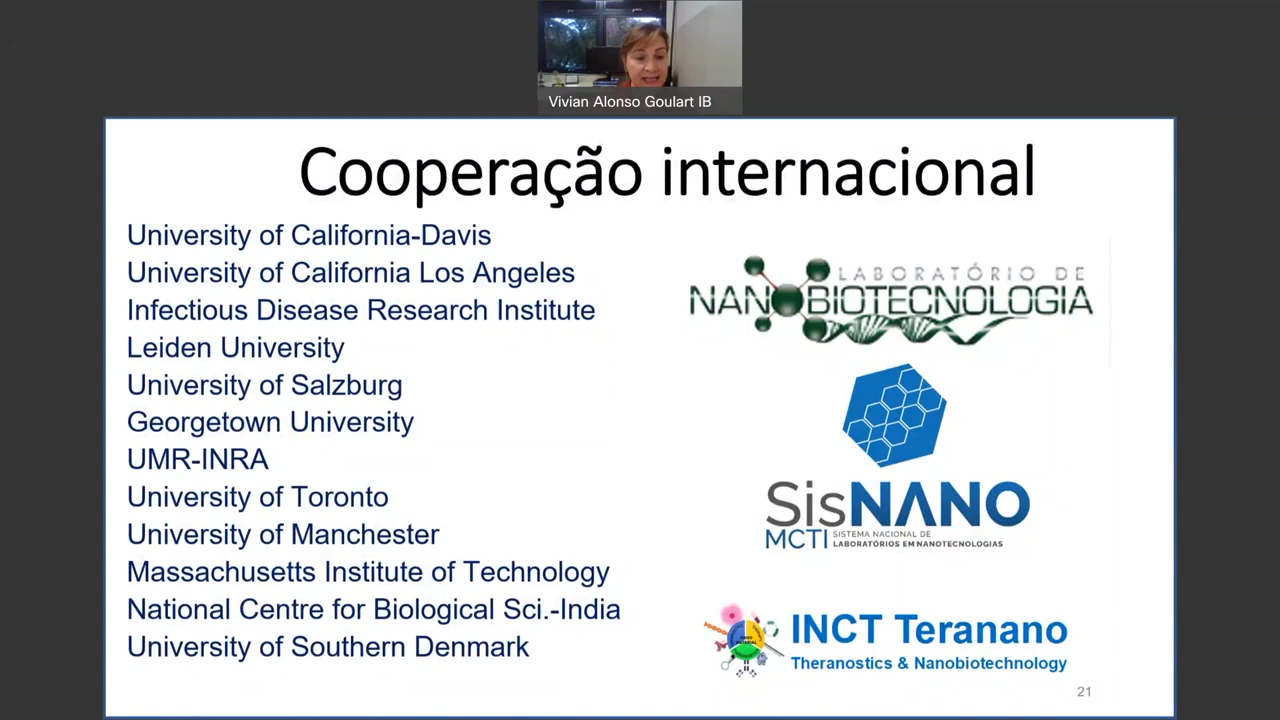 Vivian Alonso Goulart IB
Cooperação internacional
University of California-Davis
University of California Los Angeles
Infectious Disease Research Institute
Leiden University
University of Salzburg
Georgetown University
UMR-INRA
University of Toronto
University of Manchester
Massachusetts Institute of Technology
National Centre for Biological Sci.-India
University of Southern Denmark
LABORATÓRIO DE
NANOBIOTECNOLOGIA
SisNANO
MCTI SISTEMA NACIONAL DE
LABORATÓRIOS EM NANOTECNOLOGIAS
INCT Teranano
Theranostics & Nanobiotechnology
21